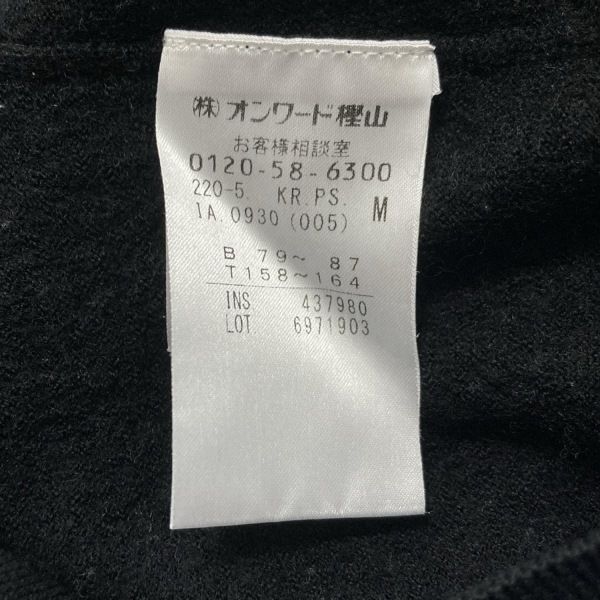 (株)オンワード樫山
お客様相談室
0120-58-6300
220-5. KR.PS. M
IA.0930(005)
B 79〜 87
T158〜164
INS 437980
LOT 6971903